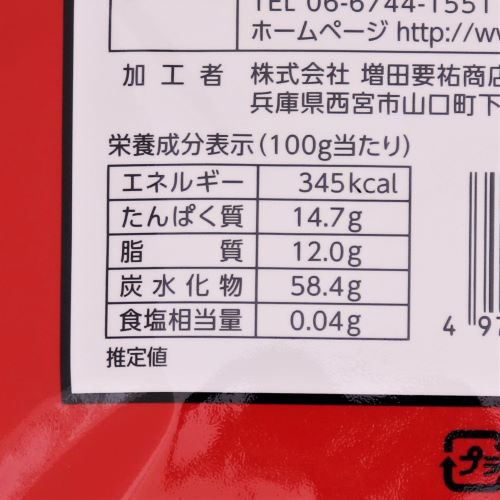 TEL 06-6744-1551
ホームページ http://w
加工者 株式会社 増田要祐商店
兵庫県西宮市山口町下
栄養成分表示(100g当たり)
エネルギー 345kcal
たんぱく質 14.7g
脂質 12.0g
炭水化物 58.4g
食塩相当量 0.04g
推定値
4 97
プラ